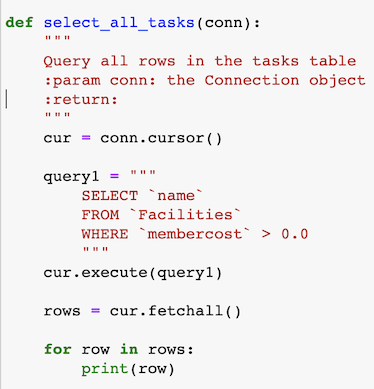 def select_all_tasks(conn):
    """
    Query all rows in the tasks table
    :param conn: the Connection object
    :return:
    """
    cur = conn.cursor()

    query1 = """
        SELECT `name`
        FROM `Facilities`
        WHERE `membercost` > 0.0
        """
    cur.execute(query1)

    rows = cur.fetchall()

    for row in rows:
        print(row)